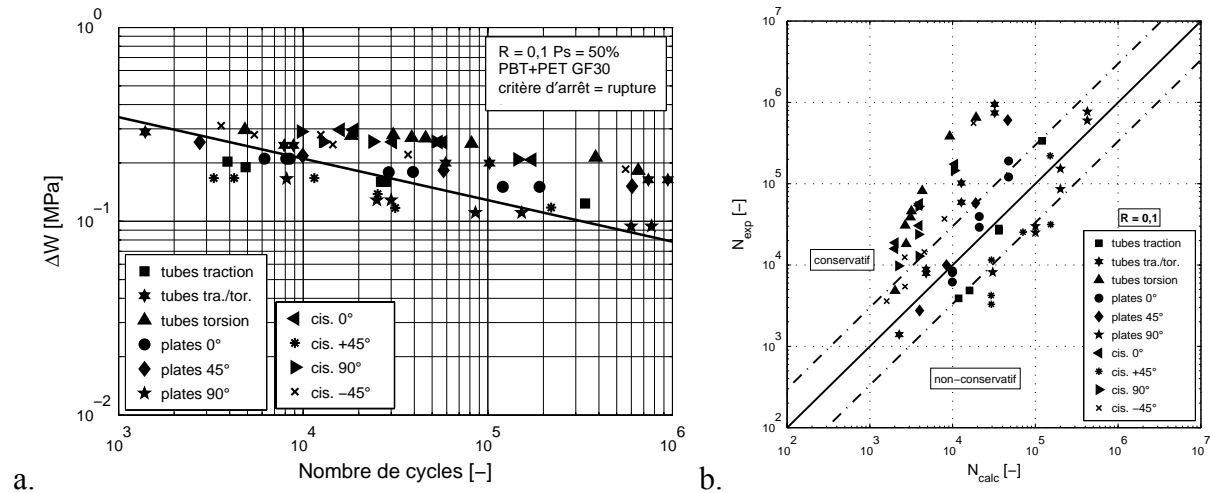 10^0
10^-1
10^-2
ΔW [MPa]
R = 0,1 Ps = 50%
PBT+PET GF30
critère d'arrêt = rupture
tubes traction
tubes tra./tor.
tubes torsion
plates 0°
plates 45°
plates 90°
cis. 0°
cis. +45°
cis. 90°
cis. −45°
10^3
10^4
10^5
10^6
Nombre de cycles [−]
a.
10^7
10^6
10^5
10^4
10^3
10^2
N_exp [−]
conservatif
non−conservatif
R = 0,1
tubes traction
tubes tra./tor.
tubes torsion
plates 0°
plates 45°
plates 90°
cis. 0°
cis. +45°
cis. 90°
cis. −45°
10^2
10^3
10^4
10^5
10^6
10^7
N_calc [−]
b.